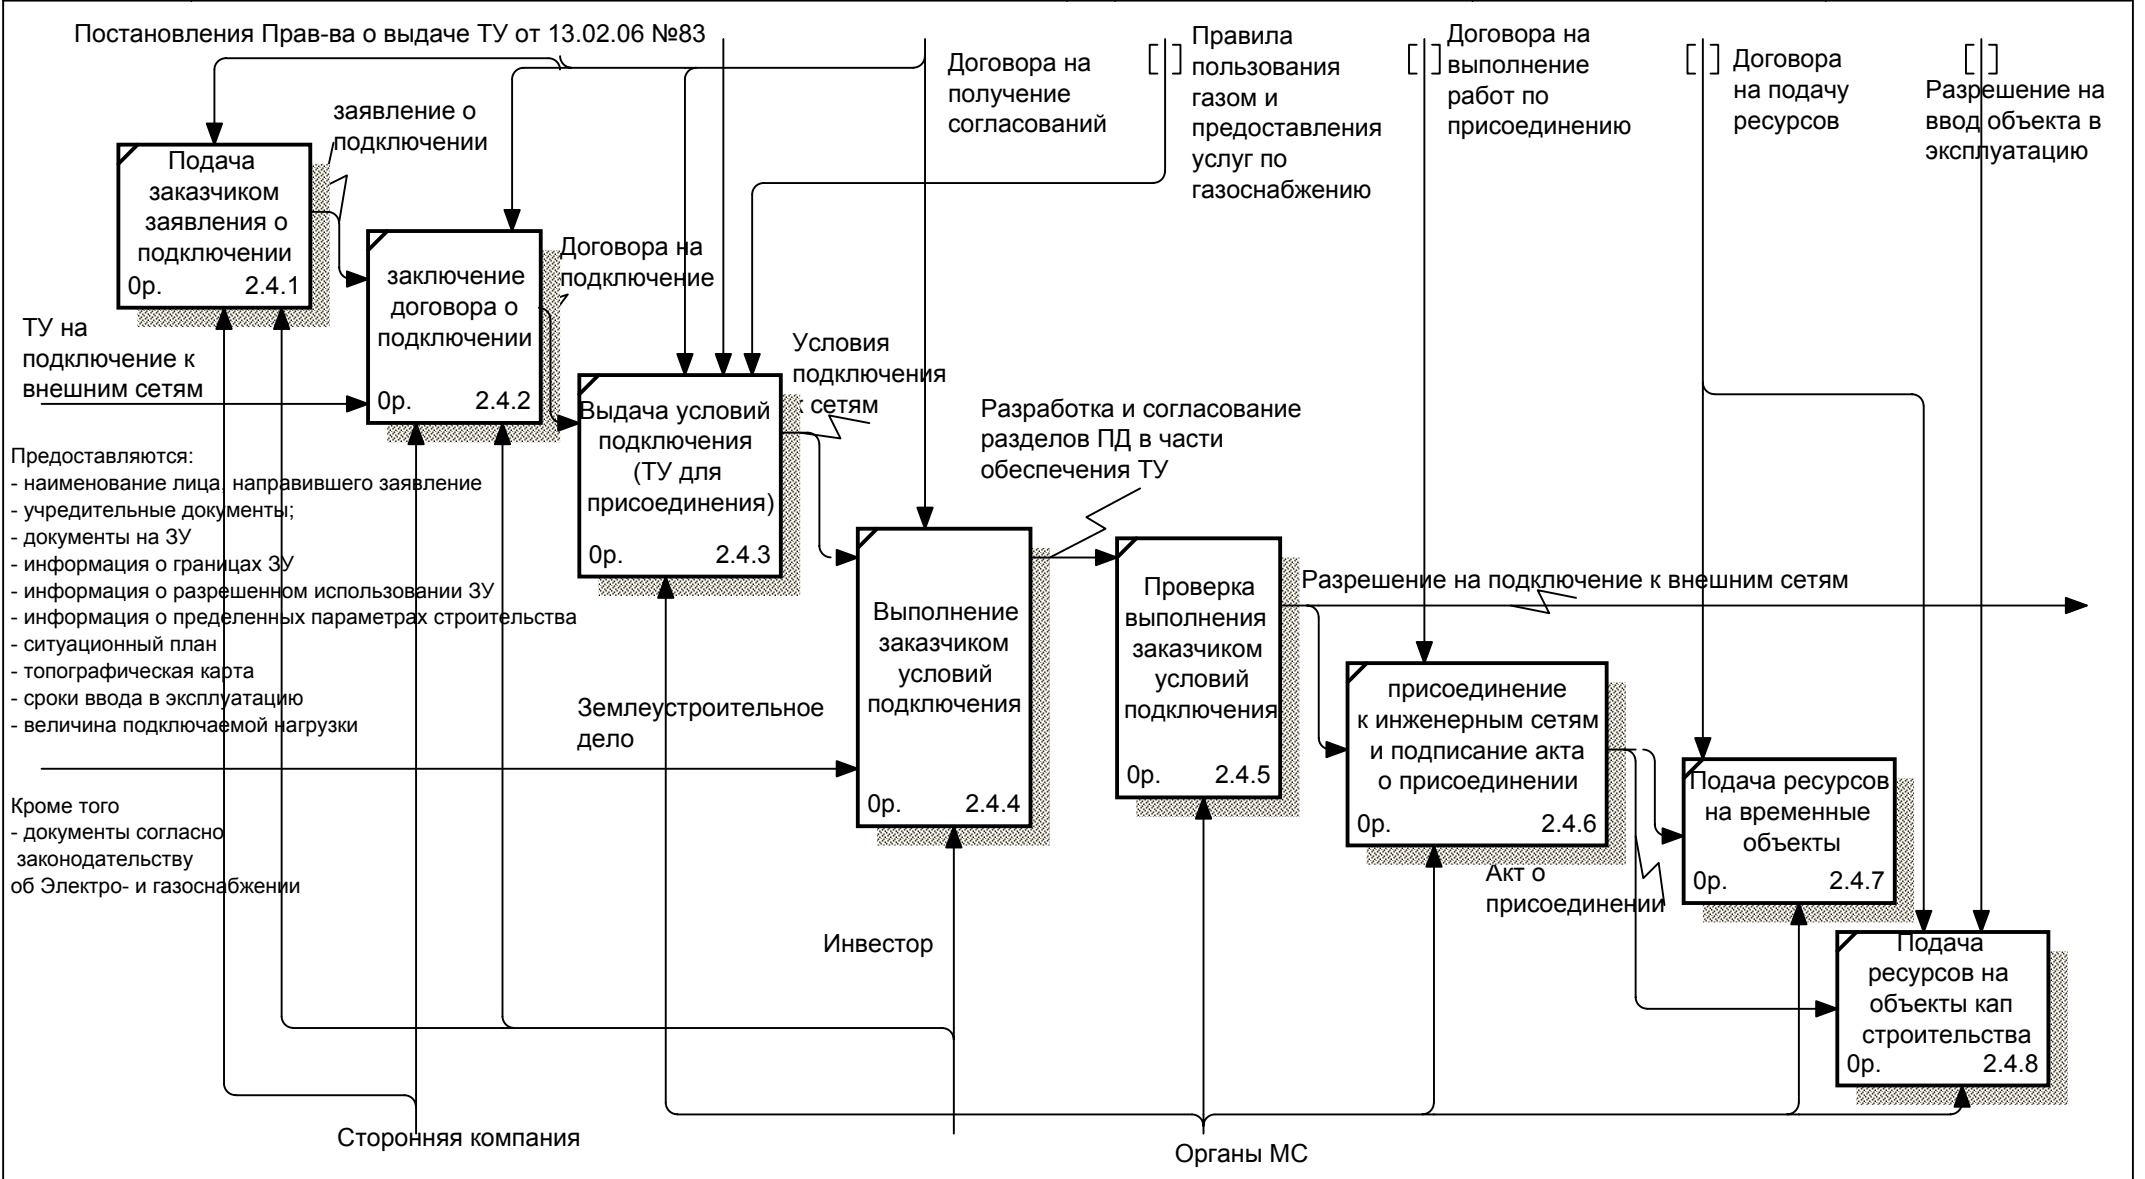 Постановления Прав-ва о выдаче ТУ от 13.02.06 №83
Договора на
получение
согласований
Правила
пользования
газом и
предоставления
услуг по
газоснабжению
Договора на
выполнение
работ по
присоединению
Договора
на подачу
ресурсов
Разрешение на
ввод объекта в
эксплуатацию
заявление о
подключении
Подача
заказчиком
заявления о
подключении
0р. 2.4.1
Договора на
подключение
заключение
договора о
подключении
0р. 2.4.2
ТУ на
подключение к
внешним сетям
Условия
подключения
к сетям
Выдача условий
подключения
(ТУ для
присоединения)
0р. 2.4.3
Разработка и согласование
разделов ПД в части
обеспечения ТУ
Предоставляются:
- наименование лица, направившего заявление
- учредительные документы;
- документы на ЗУ
- информация о границах ЗУ
- информация о разрешенном использовании ЗУ
- информация о пределенных параметрах строительства
- ситуационный план
- топографическая карта
- сроки ввода в эксплуатацию
- величина подключаемой нагрузки
Землеустроительное
дело
Выполнение
заказчиком
условий
подключения
0р. 2.4.4
Проверка
выполнения
заказчиком
условий
подключения
0р. 2.4.5
Разрешение на подключение к внешним сетям
присоединение
к инженерным сетям
и подписание акта
о присоединении
0р. 2.4.6
Подача ресурсов
на временные
объекты
0р. 2.4.7
Акт о
присоединении
Подача
ресурсов на
объекты кап
строительства
0р. 2.4.8
Кроме того
- документы согласно
законодательству
об Электро- и газоснабжении
Инвестор
Сторонняя компания
Органы МС